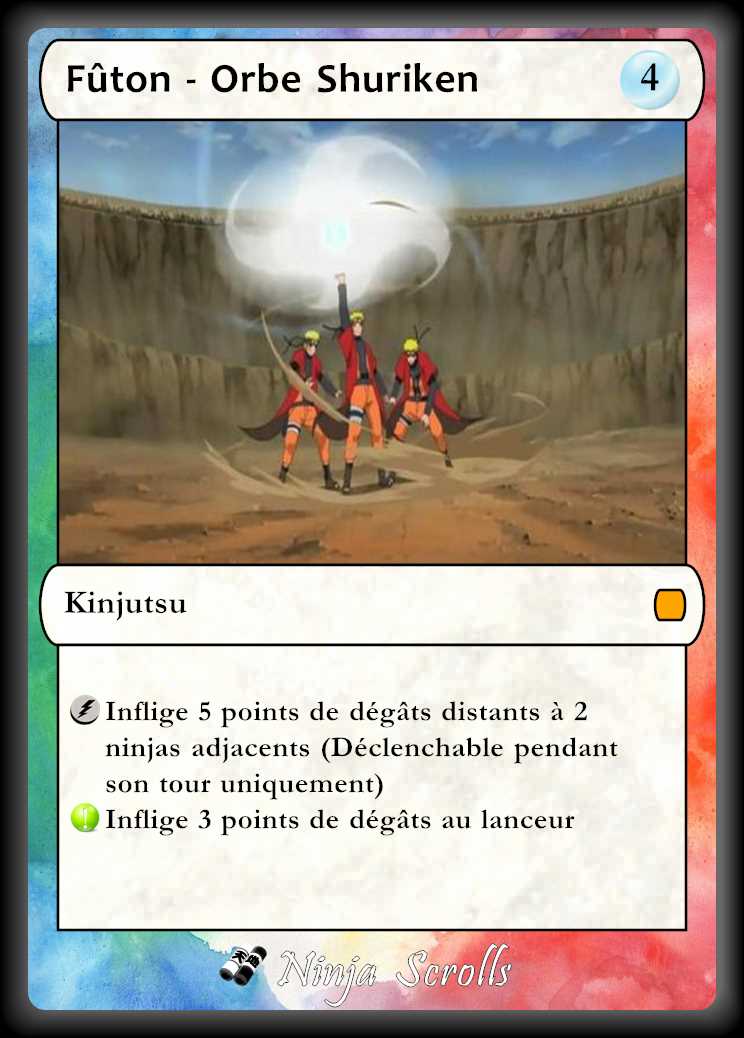 Fûton - Orbe Shuriken
4
Kinjutsu
Inflige 5 points de dégâts distants à 2
ninjas adjacents (Déclenchable pendant
son tour uniquement)
Inflige 3 points de dégâts au lanceur
Ninja Scrolls